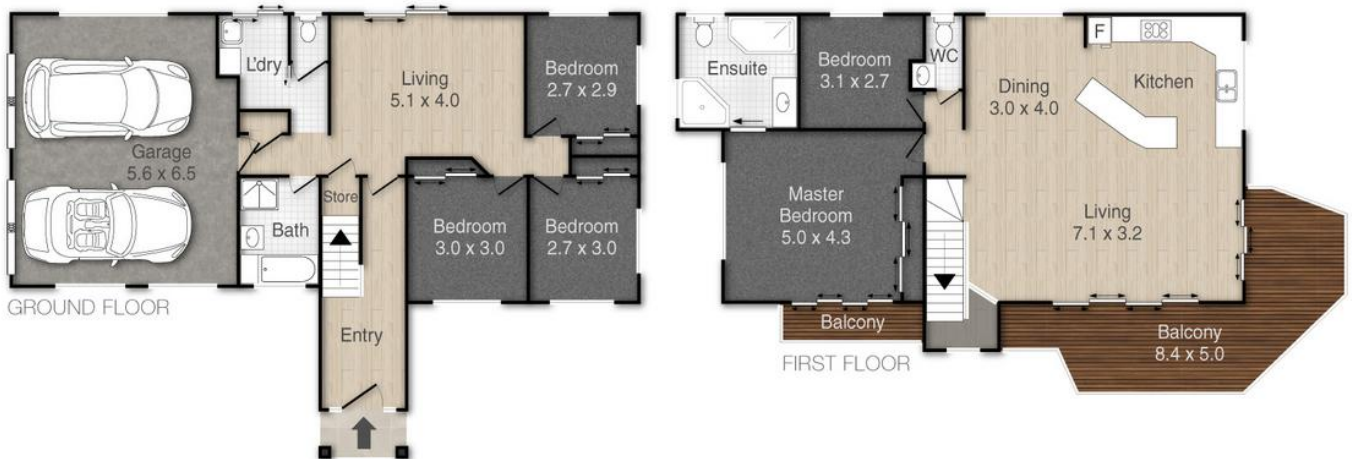 L'dry
Living
5.1 x 4.0
Bedroom
2.7 x 2.9
Garage
5.6 x 6.5
Store
Bath
Bedroom
3.0 x 3.0
Bedroom
2.7 x 3.0
Entry
GROUND FLOOR
Ensuite
Bedroom
3.1 x 2.7
WC
Dining
3.0 x 4.0
F
Kitchen
Master
Bedroom
5.0 x 4.3
Living
7.1 x 3.2
Balcony
Balcony
8.4 x 5.0
FIRST FLOOR